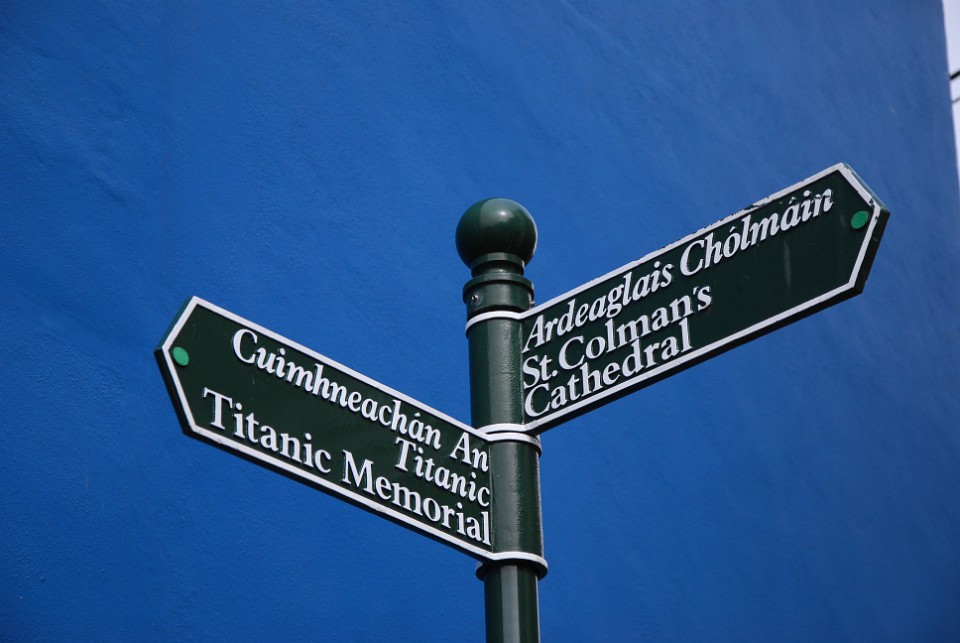 Cuimhneachán An
Titanic
Titanic Memorial
Ardeaglais Chólmáin
St. Colman's
Cathedral